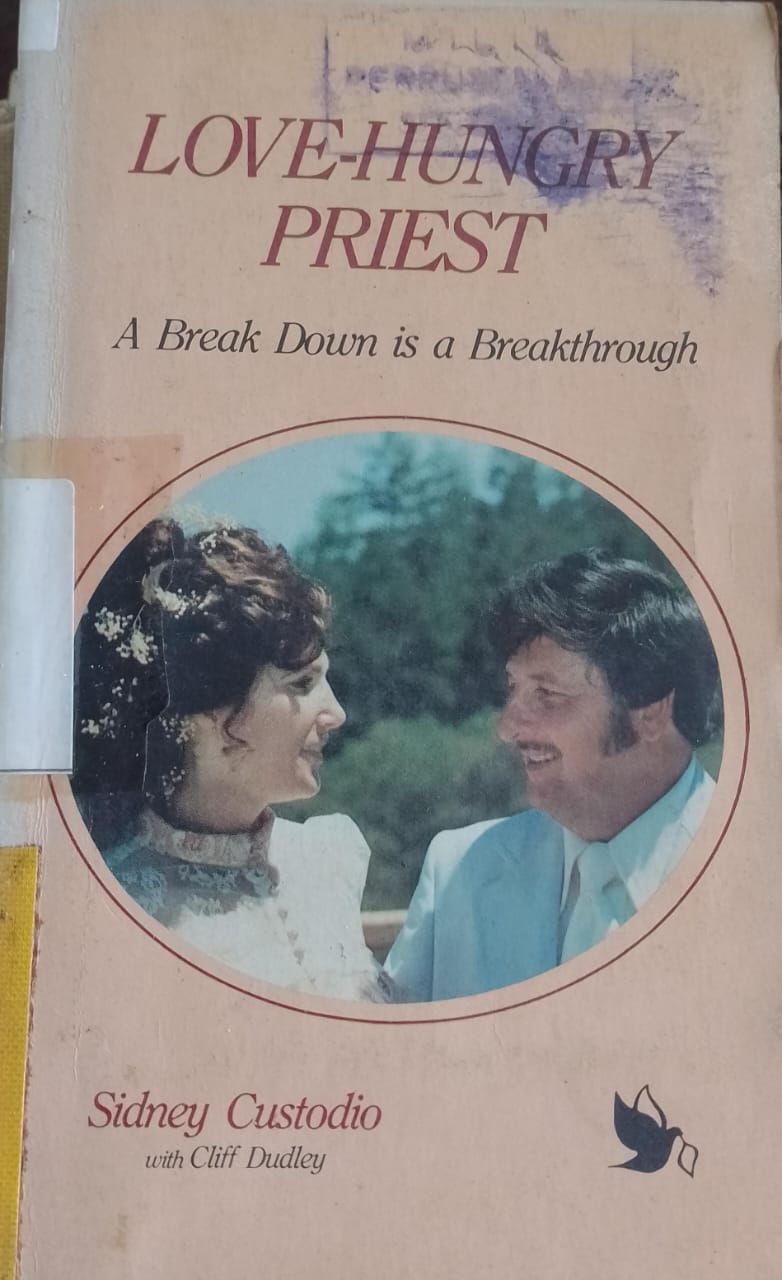 LOVE-HUNGRY
PRIEST
A Break Down is a Breakthrough
Sidney Custodio
with Cliff Dudley